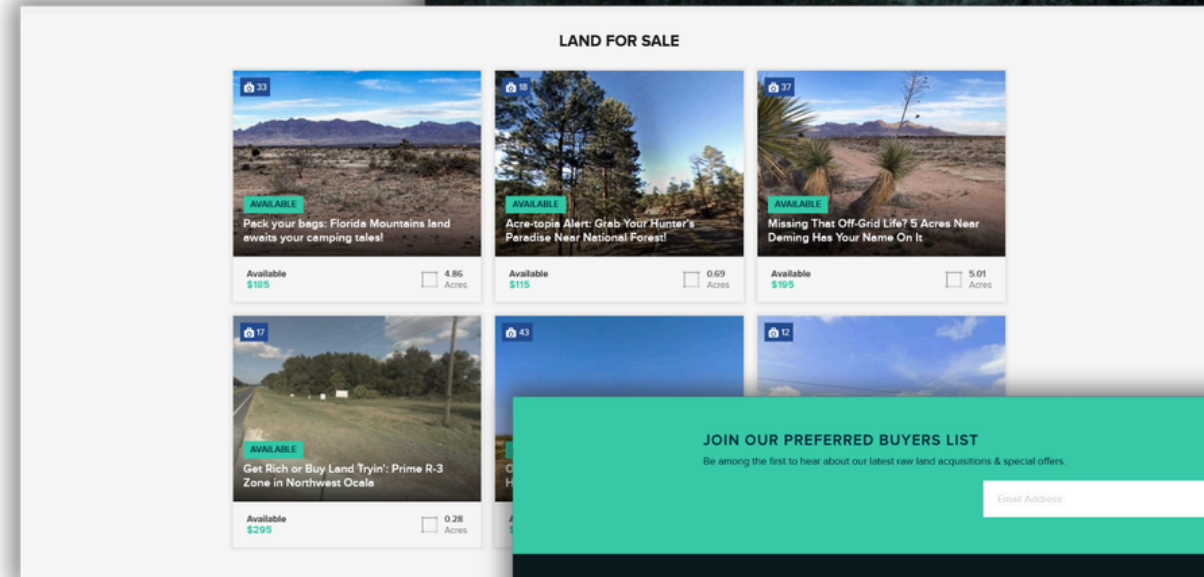 LAND FOR SALE
33
18
37
AVAILABLE
Pack your bags: Florida Mountains land
awaits your camping tales!
AVAILABLE
Acre-topia Alert: Grab Your Hunter's
Paradise Near National Forest!
AVAILABLE
Missing That Off-Grid Life? 5 Acres Near
Deming Has Your Name On It
Available
$185
4.86
Acres
Available
$115
0.69
Acres
Available
$195
5.01
Acres
17
43
12
AVAILABLE
Get Rich or Buy Land Tryin': Prime R-3
Zone in Northwest Ocala
Available
$295
0.28
Acres
JOIN OUR PREFERRED BUYERS LIST
Be among the first to hear about our latest raw land acquisitions & special offers.
Email Address